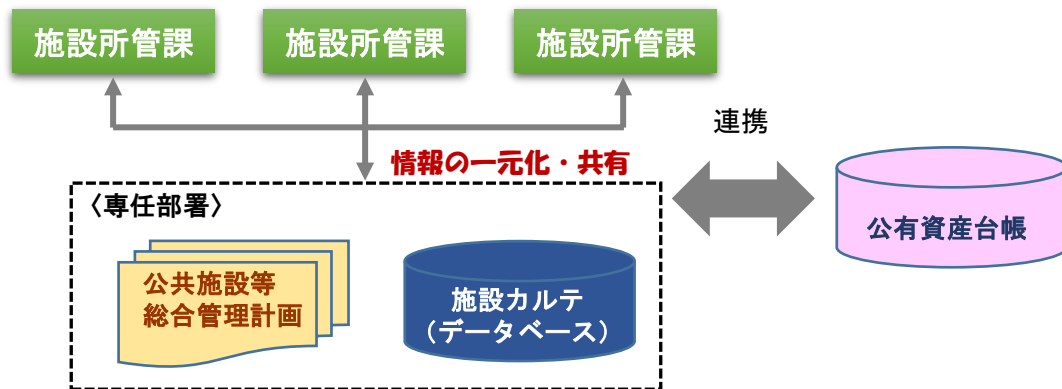 施設所管課
施設所管課
施設所管課
連携
情報の一元化・共有
〈専任部署〉
公有資産台帳
公共施設等
総合管理計画
施設カルテ
（データベース）